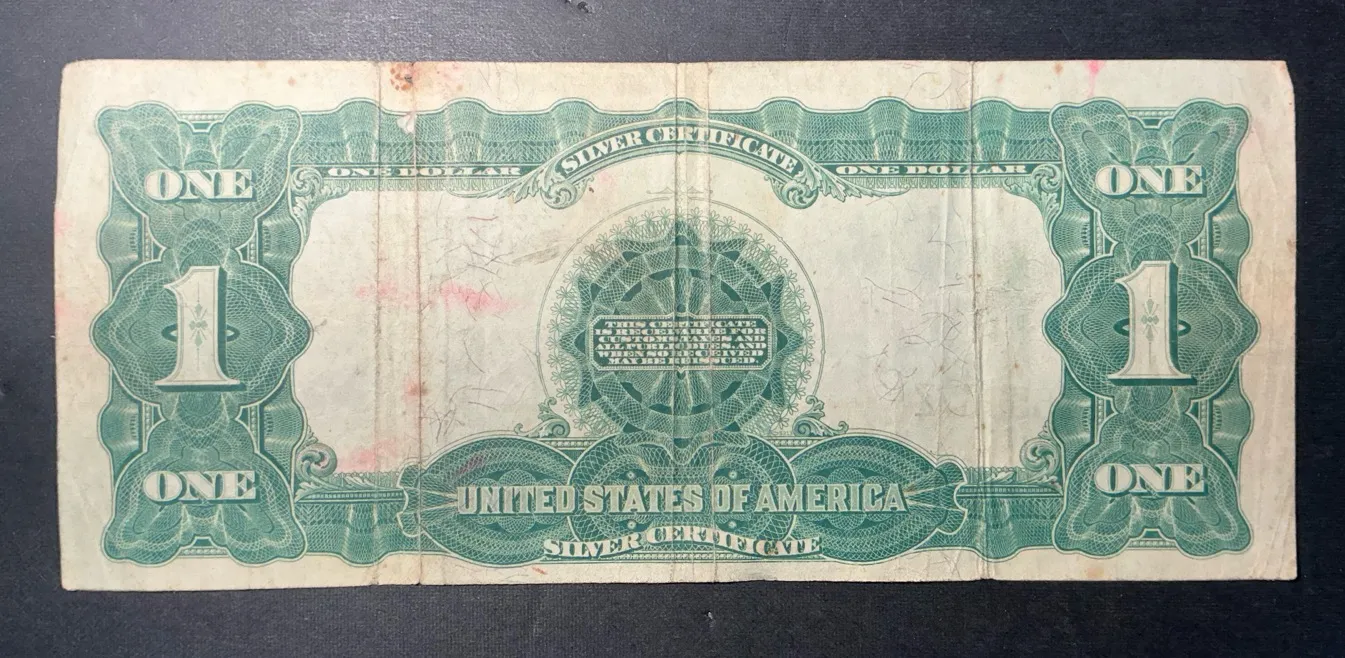 SILVER CERTIFICATE
ONE DOLLAR ONE DOLLAR
ONE ONE
1 1
THIS CERTIFICATE
IS RECEIVABLE FOR
CUSTOMS, TAXES AND
ALL PUBLIC DUES AND
WHEN SO RECEIVED
MAY BE REISSUED
ONE ONE
UNITED STATES OF AMERICA
SILVER CERTIFICATE